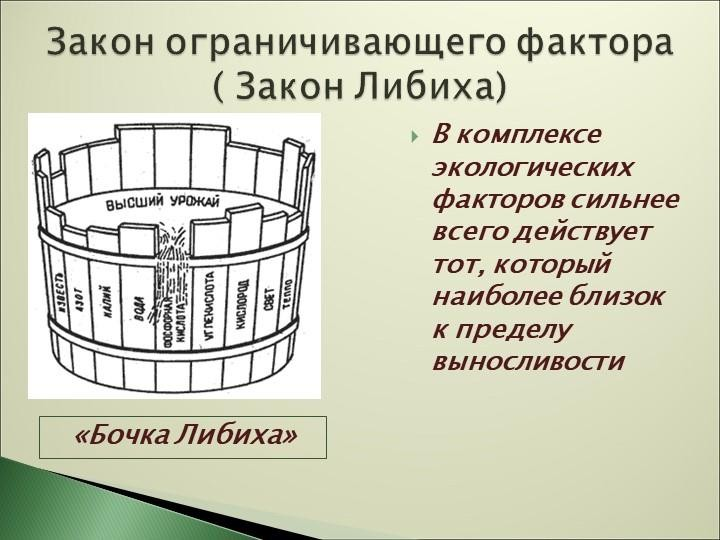 Закон ограничивающего фактора
( Закон Либиха)
ВЫСШИЙ УРОЖАЙ
ИЗВЕСТЬ
АЗОТ
КАЛИЙ
ВОДА
ФОСФОРНАЯ
КИСЛОТА
УГЛЕКИСЛОТА
КИСЛОРОД
СВЕТ
ТЕПЛО
«Бочка Либиха»
В комплексе
экологических
факторов сильнее
всего действует
тот, который
наиболее близок
к пределу
выносливости